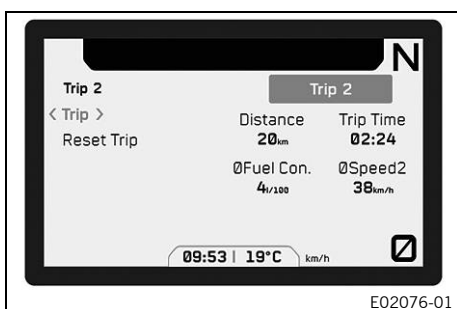 N
Trip 2
Trip 2
< Trip >
Reset Trip
Distance
20km
Trip Time
02:24
ØFuel Con.
4l/100
ØSpeed2
38km/h
09:53 | 19°C km/h
0
E02076-01